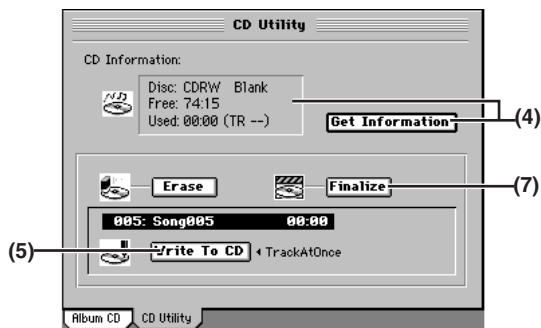 CD Utility
CD Information:
Disc: CDRW Blank
Free: 74:15
Used: 00:00 (TR --)
Get Information
(4)
Erase
Finalize
(7)
005: Song005 00:00
(5)
Write To CD
TrackAtOnce
Album CD
CD Utility